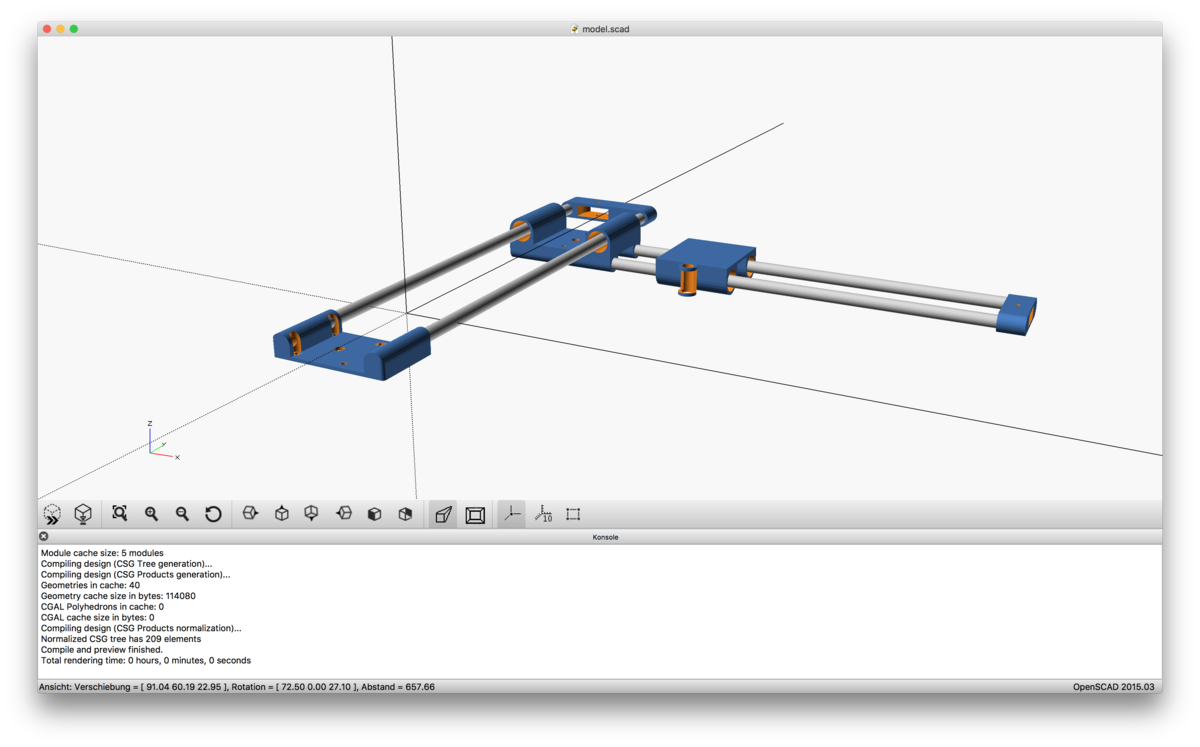 model.scad
Z
Y
X
10
Konsole
Module cache size: 5 modules
Compiling design (CSG Tree generation)...
Compiling design (CSG Products generation)...
Geometries in cache: 40
Geometry cache size in bytes: 114080
CGAL Polyhedrons in cache: 0
CGAL cache size in bytes: 0
Compiling design (CSG Products normalization)...
Normalized CSG tree has 209 elements
Compile and preview finished.
Total rendering time: 0 hours, 0 minutes, 0 seconds
Ansicht: Verschiebung = [ 91.04 60.19 22.95 ], Rotation = [ 72.50 0.00 27.10 ], Abstand = 657.66
OpenSCAD 2015.03